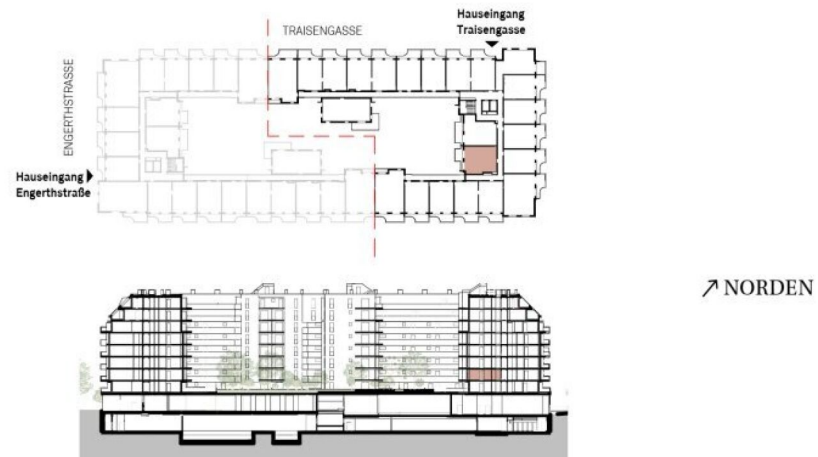 Hauseingang
Traisengasse
TRAISENGASSE
ENGERTHSTRASSE
Hauseingang
Engerthstraße
NORDEN